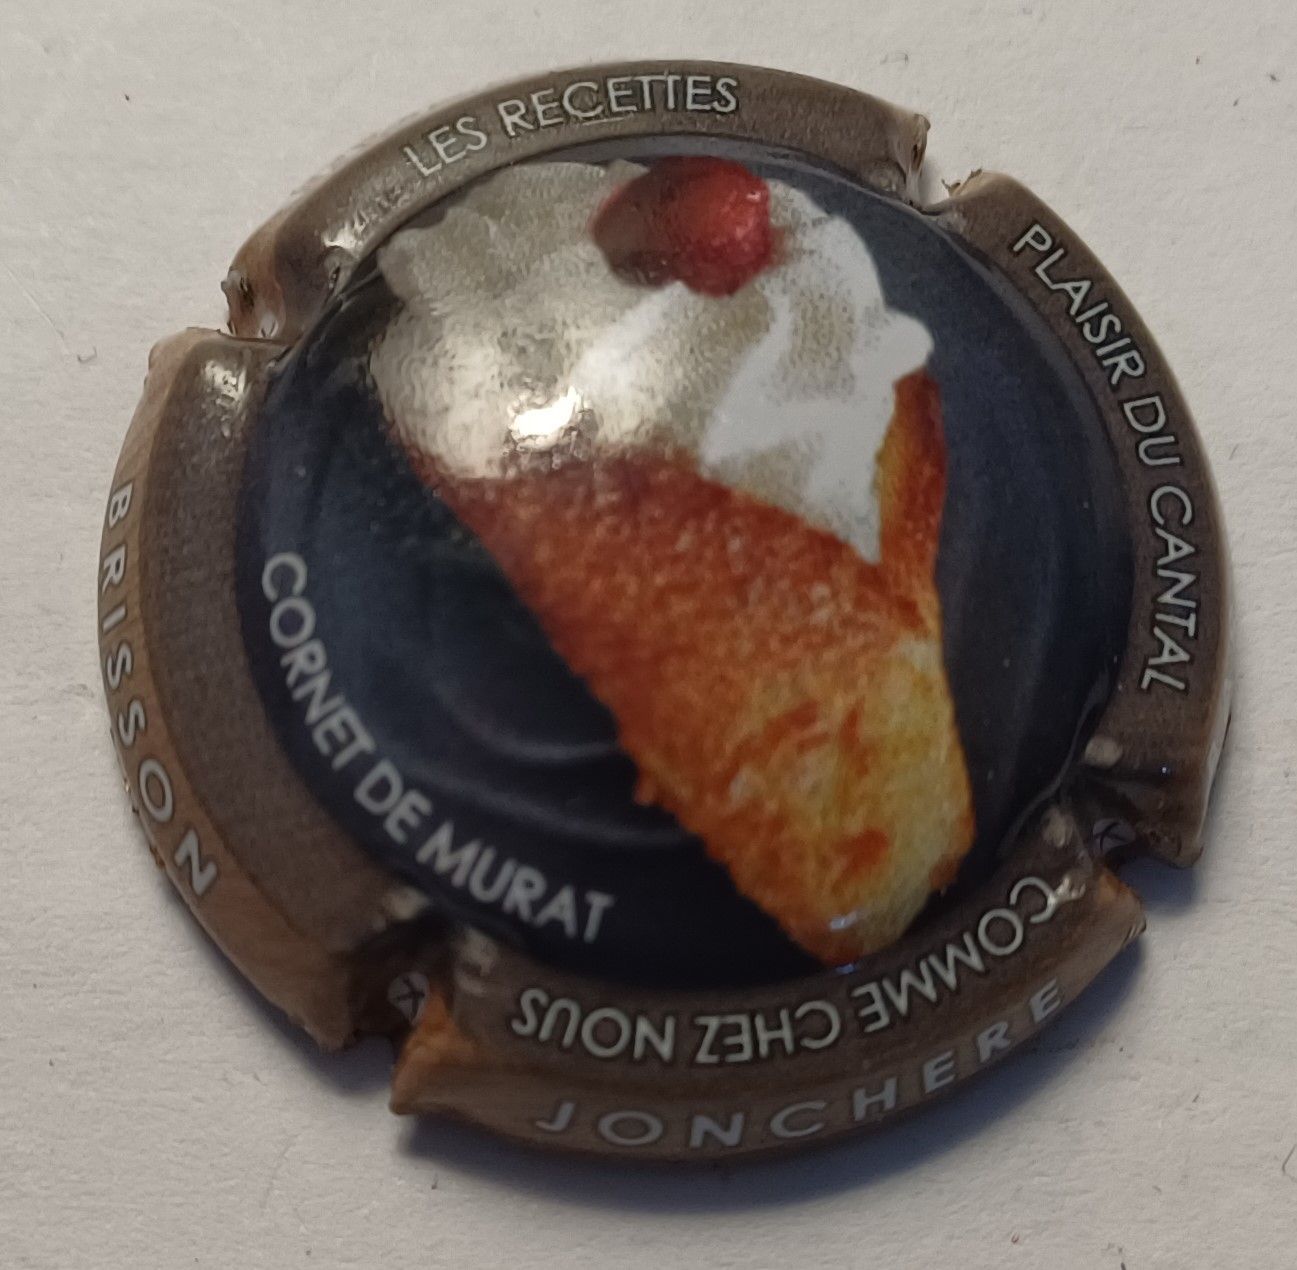 LES RECETTES
PLAISIR DU CANTAL
COMME CHEZ NOUS
CORNET DE MURAT
BRISSON
JONCHERE